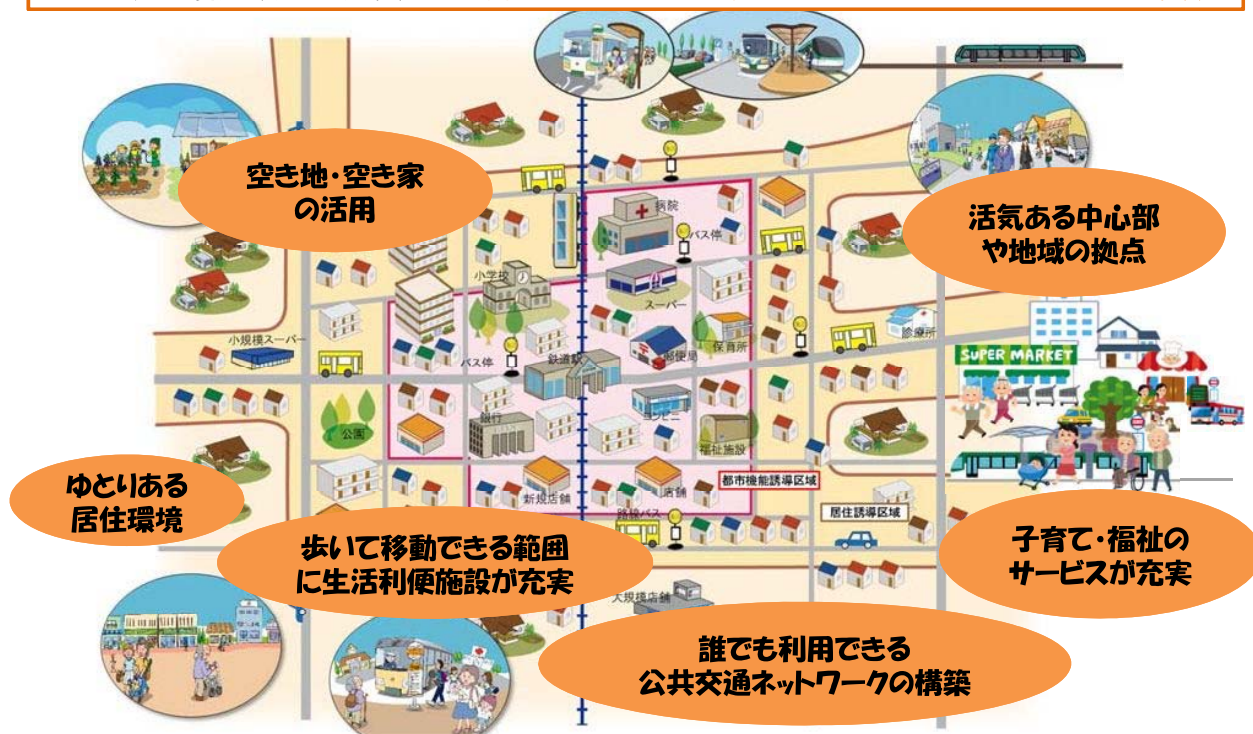 空き地・空き家
の活用
活気ある中心部
や地域の拠点
病院
バス停
小学校
スーパー
小規模スーパー
バス停
鉄道駅
郵便局
保育所
診療所
SUPER MARKET
公園
銀行
コンビニ
福祉施設
ゆとりある
居住環境
新規店舗
店舗
都市機能誘導区域
路線バス
居住誘導区域
歩いて移動できる範囲
に生活利便施設が充実
子育て・福祉の
サービスが充実
大規模店舗
誰でも利用できる
公共交通ネットワークの構築